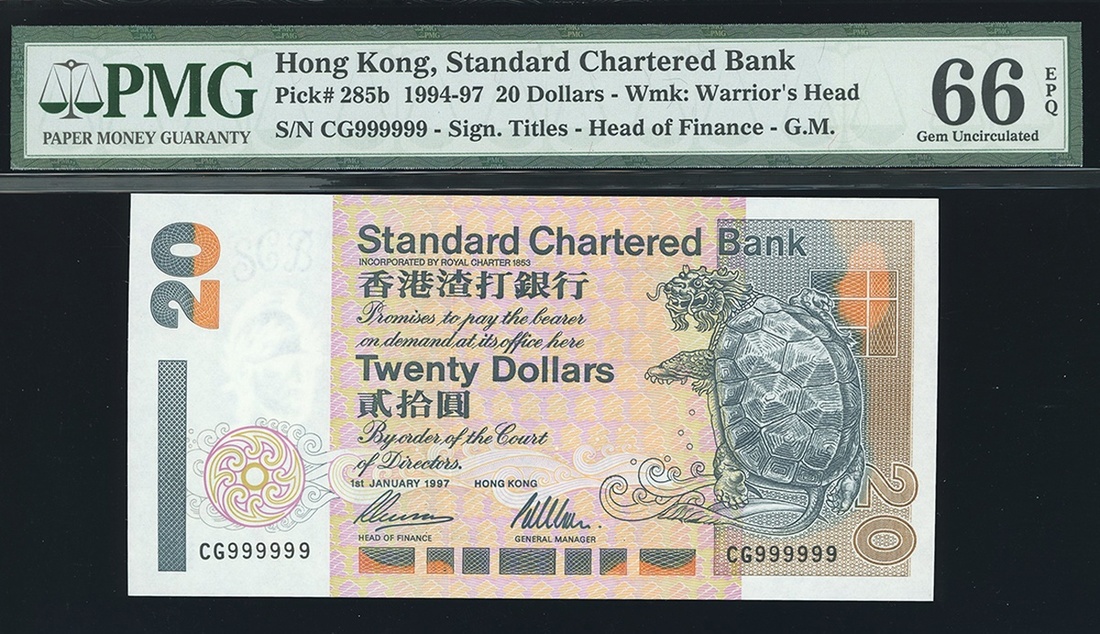 PMG
PAPER MONEY GUARANTY
Hong Kong, Standard Chartered Bank
Pick# 285b 1994-97 20 Dollars - Wmk: Warrior's Head
S/N CG999999 - Sign. Titles - Head of Finance - G.M.
66
EPQ
Gem Uncirculated
20
SCB
Standard Chartered Bank
INCORPORATED BY ROYAL CHARTER 1853
香港渣打銀行
Promises to pay the bearer
on demand at its office here
Twenty Dollars
貳拾圓
By order of the Court
of Directors.
1st JANUARY 1997 HONG KONG
HEAD OF FINANCE GENERAL MANAGER
CG999999
CG999999
20